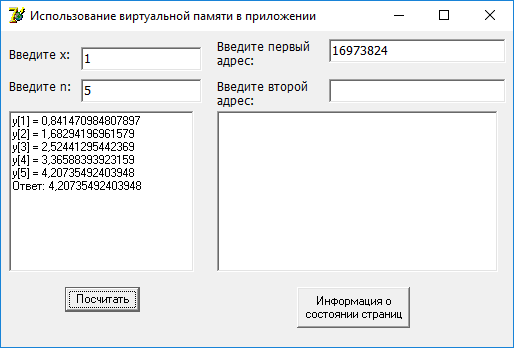 Использование виртуальной памяти в приложении
Введите x:
1
Введите первый
адрес:
16973824
Введите n:
5
Введите второй
адрес:
y[1] = 0,841470984807897
y[2] = 1,68294196961579
y[3] = 2,52441295442369
y[4] = 3,36588393923159
y[5] = 4,20735492403948
Ответ: 4,20735492403948
Посчитать
Информация о
состоянии страниц